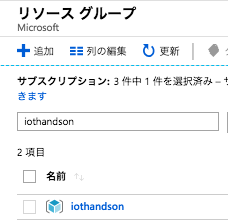 リソース グループ
Microsoft
追加 列の編集 更新
サブスクリプション: 3 件中 1 件を選択済み –
きます
iothandson
2 項目
名前
iothandson